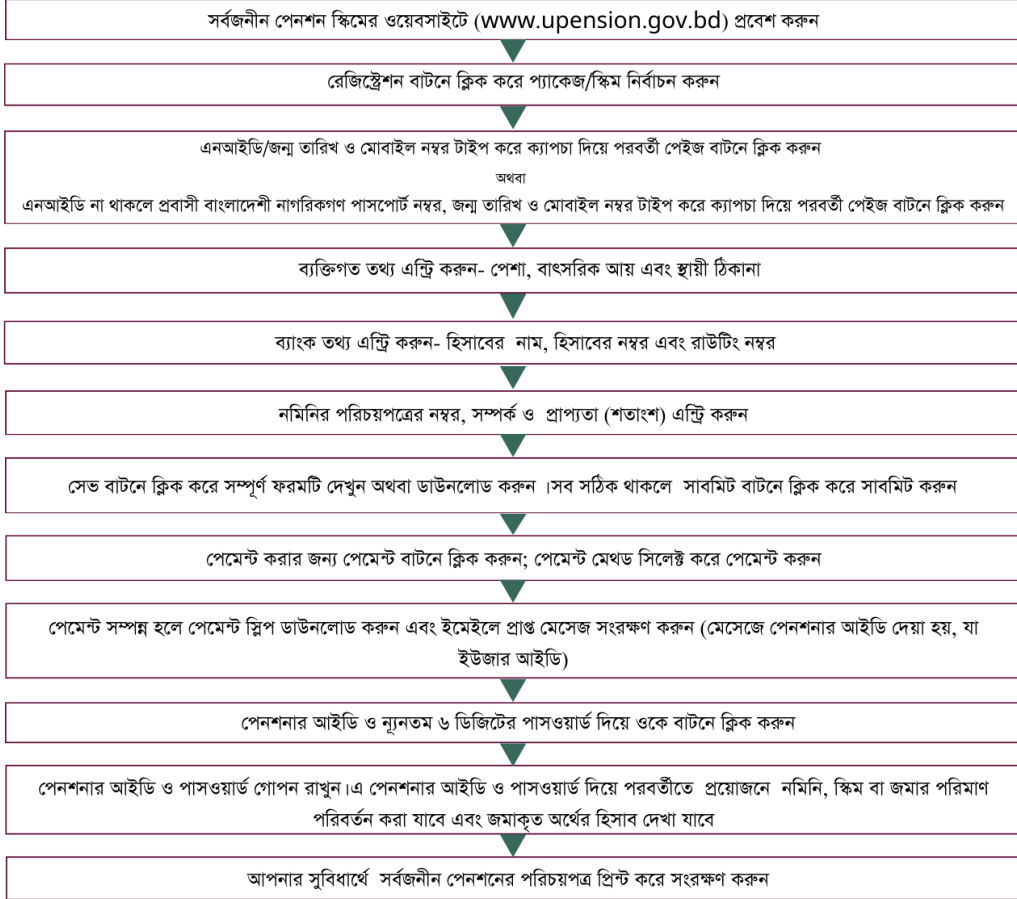 সর্বজনীন পেনশন স্কিমের ওয়েবসাইটে (www.upension.gov.bd) প্রবেশ করুন
রেজিস্ট্রেশন বাটনে ক্লিক করে প্যাকেজ/স্কিম নির্বাচন করুন
এনআইডি/জন্ম তারিখ ও মোবাইল নম্বর টাইপ করে ক্যাপচা দিয়ে পরবর্তী পেইজ বাটনে ক্লিক করুন
অথবা
এনআইডি না থাকলে প্রবাসী বাংলাদেশী নাগরিকগণ পাসপোর্ট নম্বর, জন্ম তারিখ ও মোবাইল নম্বর টাইপ করে ক্যাপচা দিয়ে পরবর্তী পেইজ বাটনে ক্লিক করুন
ব্যক্তিগত তথ্য এন্ট্রি করুন- পেশা, বাৎসরিক আয় এবং স্থায়ী ঠিকানা
ব্যাংক তথ্য এন্ট্রি করুন- হিসাবের নাম, হিসাবের নম্বর এবং রাউটিং নম্বর
নমিনির পরিচয়পত্রের নম্বর, সম্পর্ক ও প্রাপ্যতা (শতাংশ) এন্ট্রি করুন
সেভ বাটনে ক্লিক করে সম্পূর্ণ ফরমটি দেখুন অথবা ডাউনলোড করুন ।সব সঠিক থাকলে সাবমিট বাটনে ক্লিক করে সাবমিট করুন
পেমেন্ট করার জন্য পেমেন্ট বাটনে ক্লিক করুন; পেমেন্ট মেথড সিলেক্ট করে পেমেন্ট করুন
পেমেন্ট সম্পন্ন হলে পেমেন্ট স্লিপ ডাউনলোড করুন এবং ইমেইলে প্রাপ্ত মেসেজ সংরক্ষণ করুন (মেসেজে পেনশনার আইডি দেয়া হয়, যা
ইউজার আইডি)
পেনশনার আইডি ও ন্যূনতম ৬ ডিজিটের পাসওয়ার্ড দিয়ে ওকে বাটনে ক্লিক করুন
পেনশনার আইডি ও পাসওয়ার্ড গোপন রাখুন।এ পেনশনার আইডি ও পাসওয়ার্ড দিয়ে পরবর্তীতে প্রয়োজনে নমিনি, স্কিম বা জমার পরিমাণ
পরিবর্তন করা যাবে এবং জমাকৃত অর্থের হিসাব দেখা যাবে
আপনার সুবিধার্থে সর্বজনীন পেনশনের পরিচয়পত্র প্রিন্ট করে সংরক্ষণ করুন